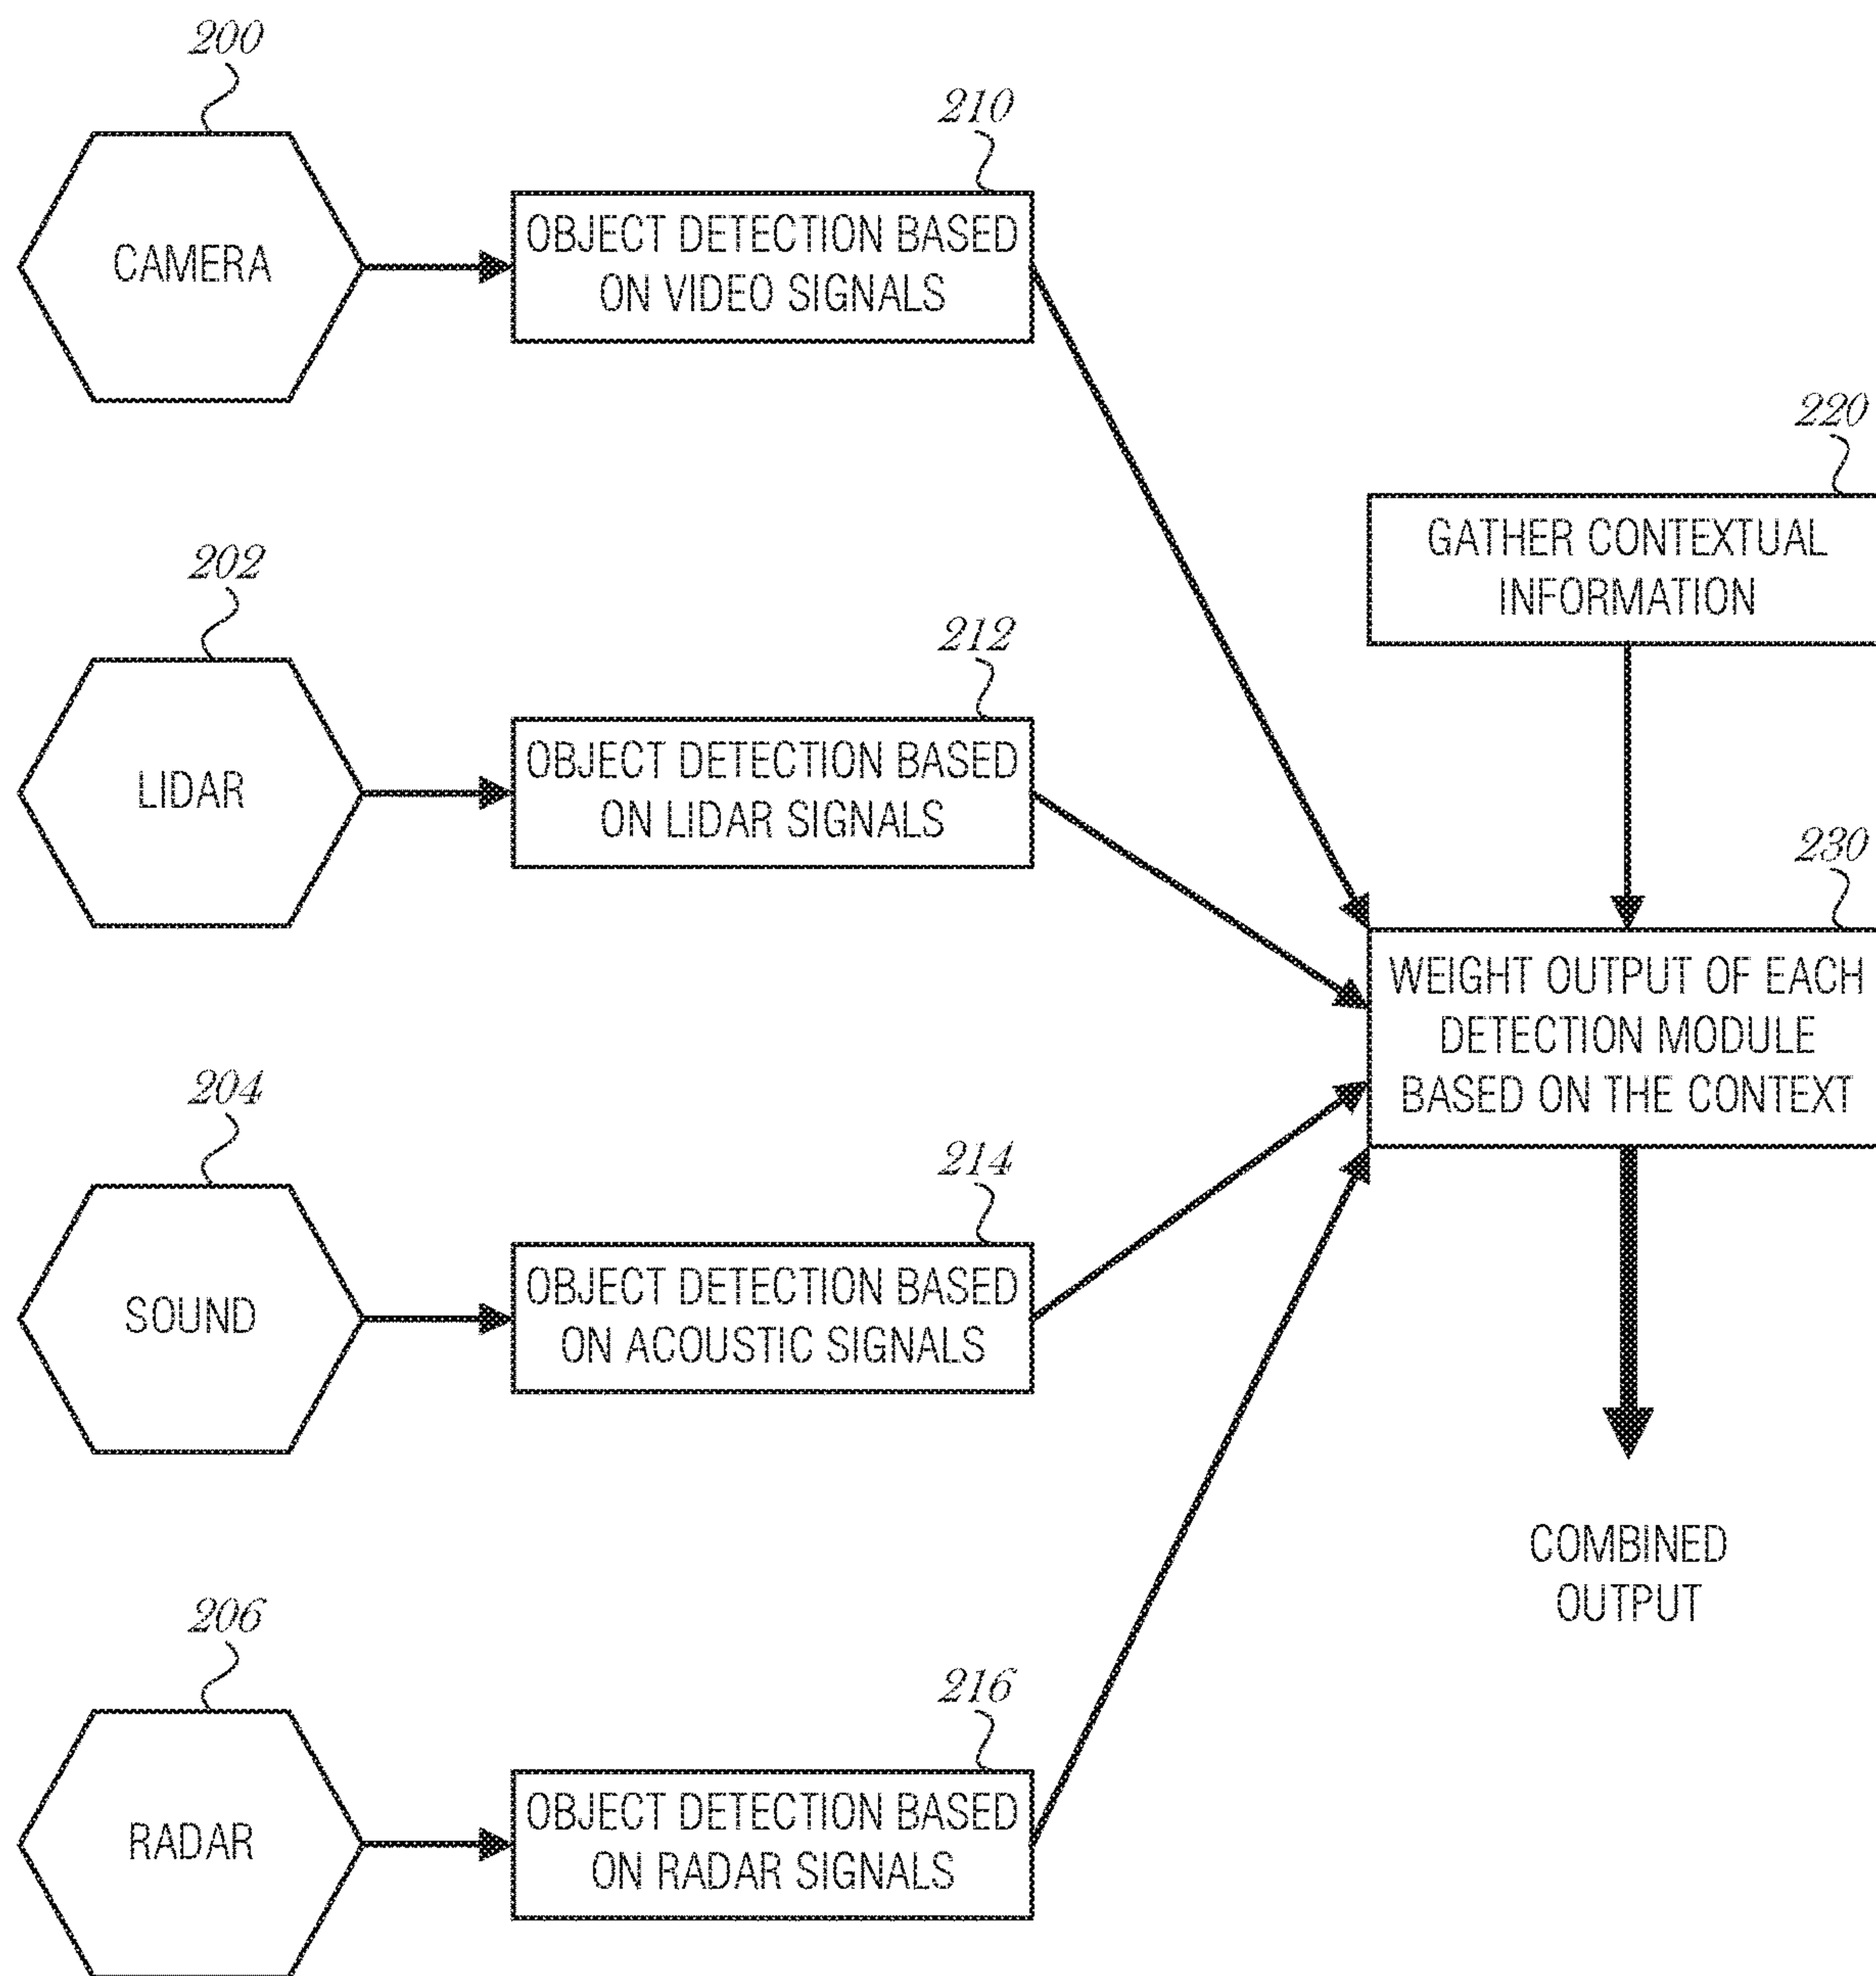 200
CAMERA
210
OBJECT DETECTION BASED
ON VIDEO SIGNALS
202
LIDAR
212
OBJECT DETECTION BASED
ON LIDAR SIGNALS
204
SOUND
214
OBJECT DETECTION BASED
ON ACOUSTIC SIGNALS
206
RADAR
216
OBJECT DETECTION BASED
ON RADAR SIGNALS
220
GATHER CONTEXTUAL
INFORMATION
230
WEIGHT OUTPUT OF EACH
DETECTION MODULE
BASED ON THE CONTEXT
COMBINED
OUTPUT